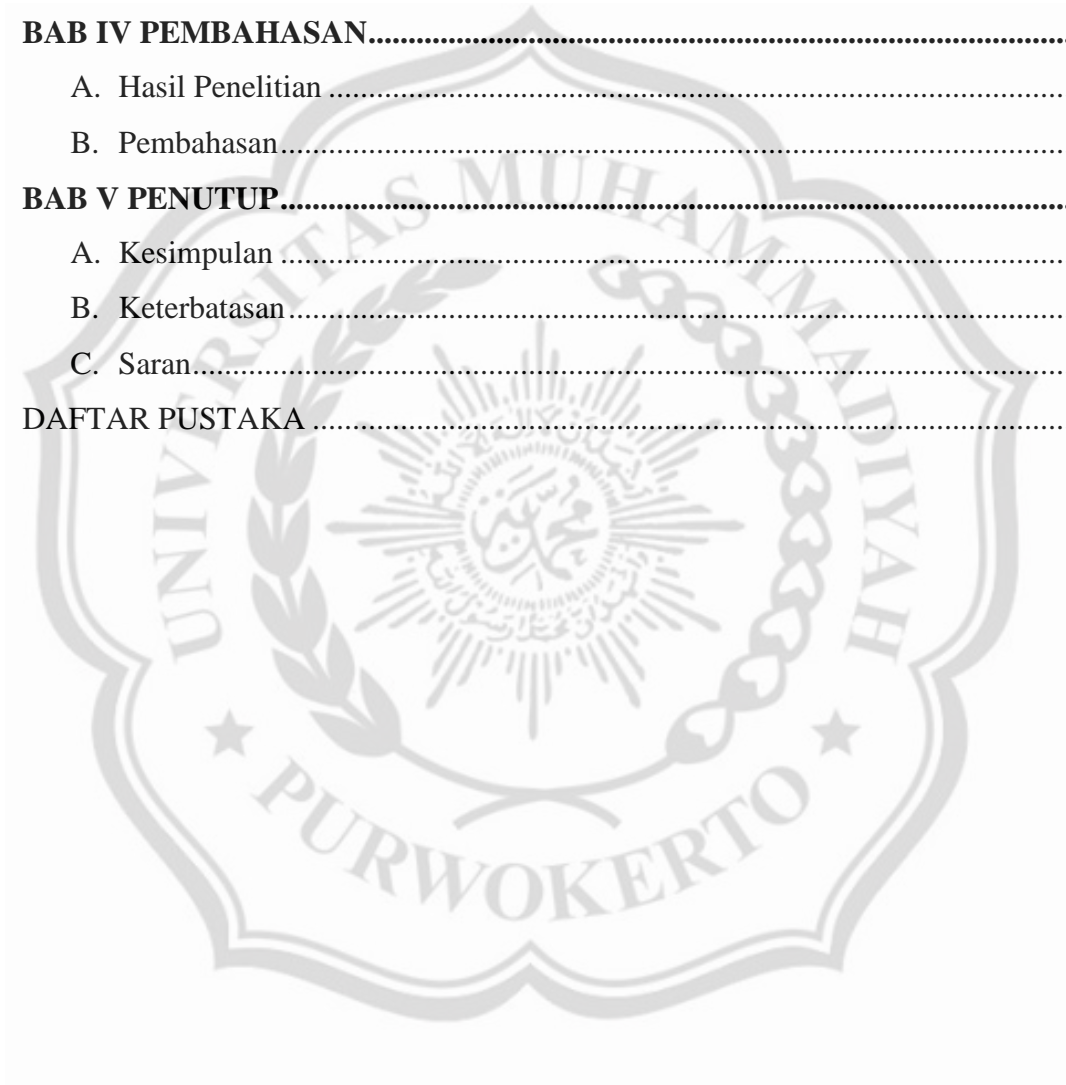 BAB IV PEMBAHASAN..........................................................................................
A. Hasil Penelitian ............................................................................................
B. Pembahasan...................................................................................................
BAB V PENUTUP.....................................................................................................
A. Kesimpulan ..................................................................................................
B. Keterbatasan..................................................................................................
C. Saran..............................................................................................................
DAFTAR PUSTAKA ...............................................................................................
UNIVERSITAS MUHAMMADIYAH
PURWOKERTO